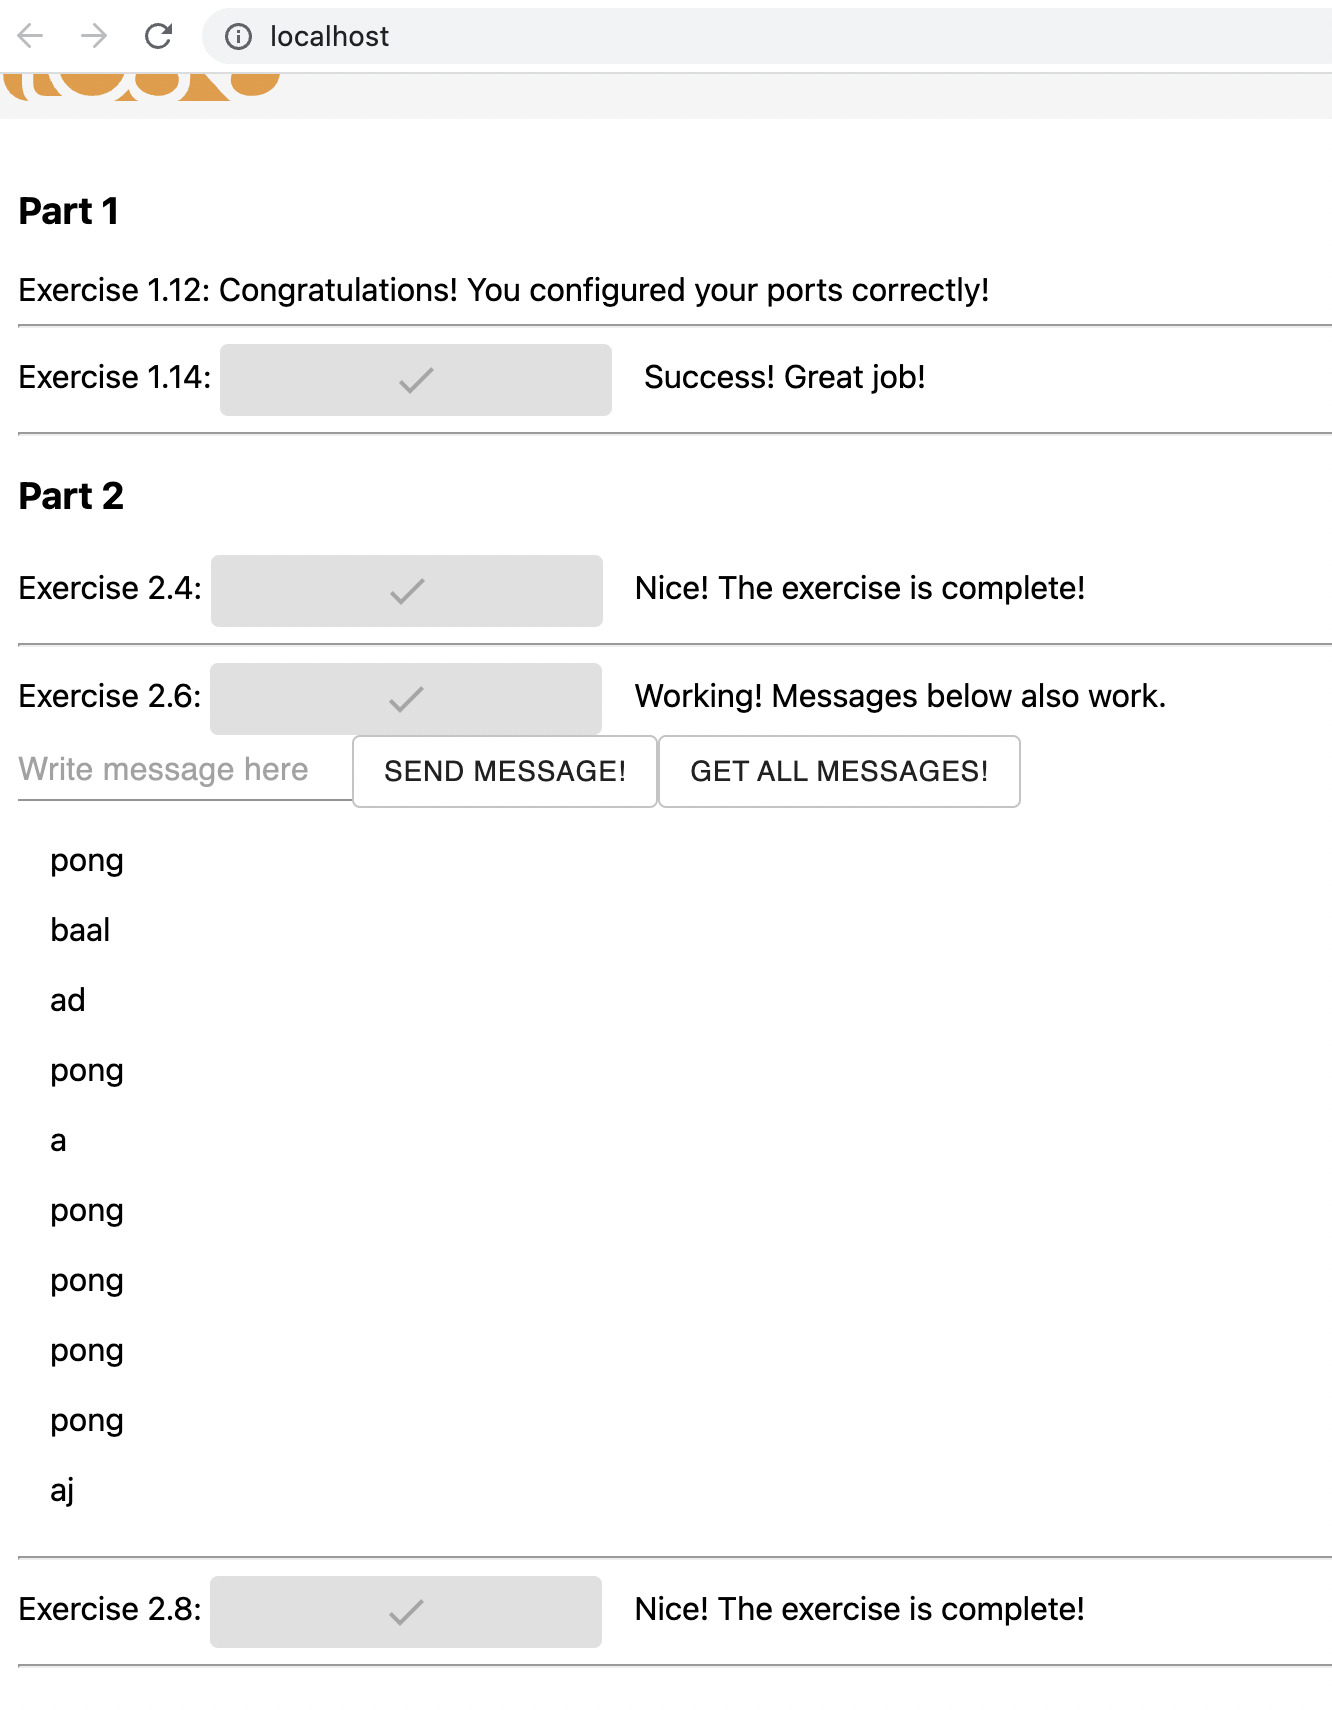 localhost
Part 1
Exercise 1.12: Congratulations! You configured your ports correctly!
Exercise 1.14: Success! Great job!
Part 2
Exercise 2.4: Nice! The exercise is complete!
Exercise 2.6: Working! Messages below also work.
Write message here SEND MESSAGE! GET ALL MESSAGES!
pong
baal
ad
pong
a
pong
pong
pong
pong
aj
Exercise 2.8: Nice! The exercise is complete!